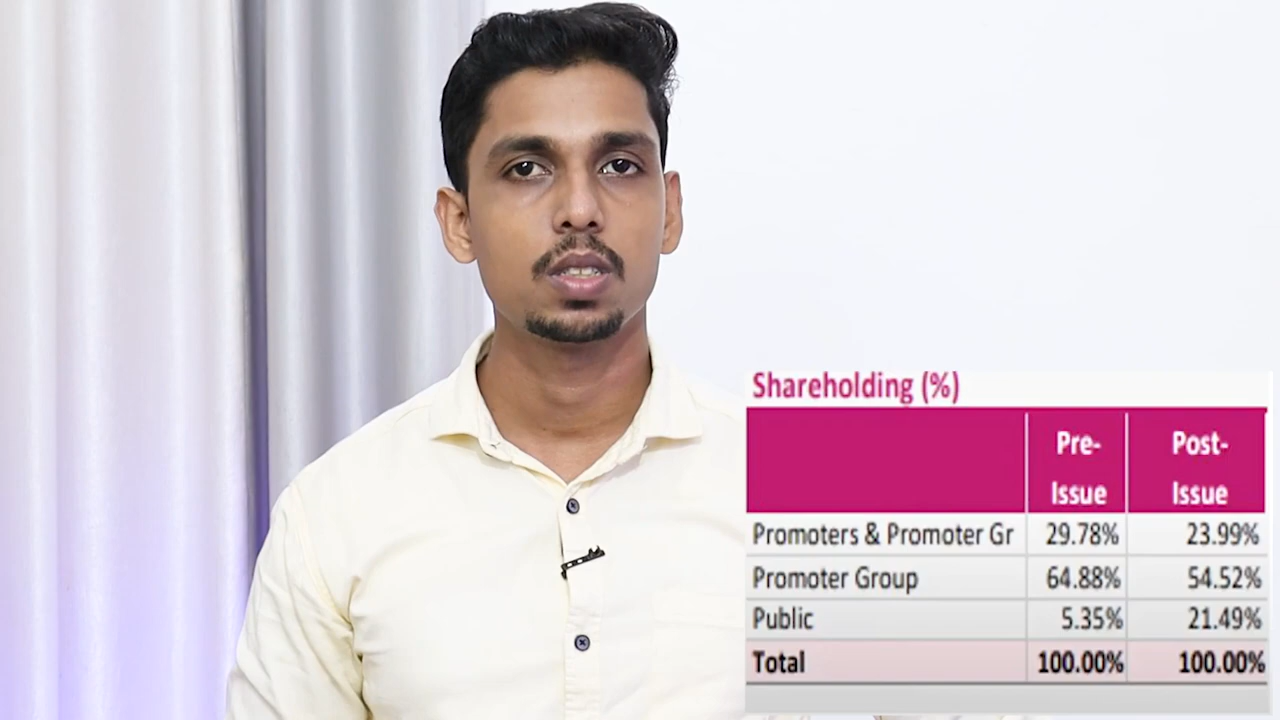 Shareholding (%)
Pre-Issue Post-Issue
Promoters & Promoter Gr 29.78% 23.99%
Promoter Group 64.88% 54.52%
Public 5.35% 21.49%
Total 100.00% 100.00%